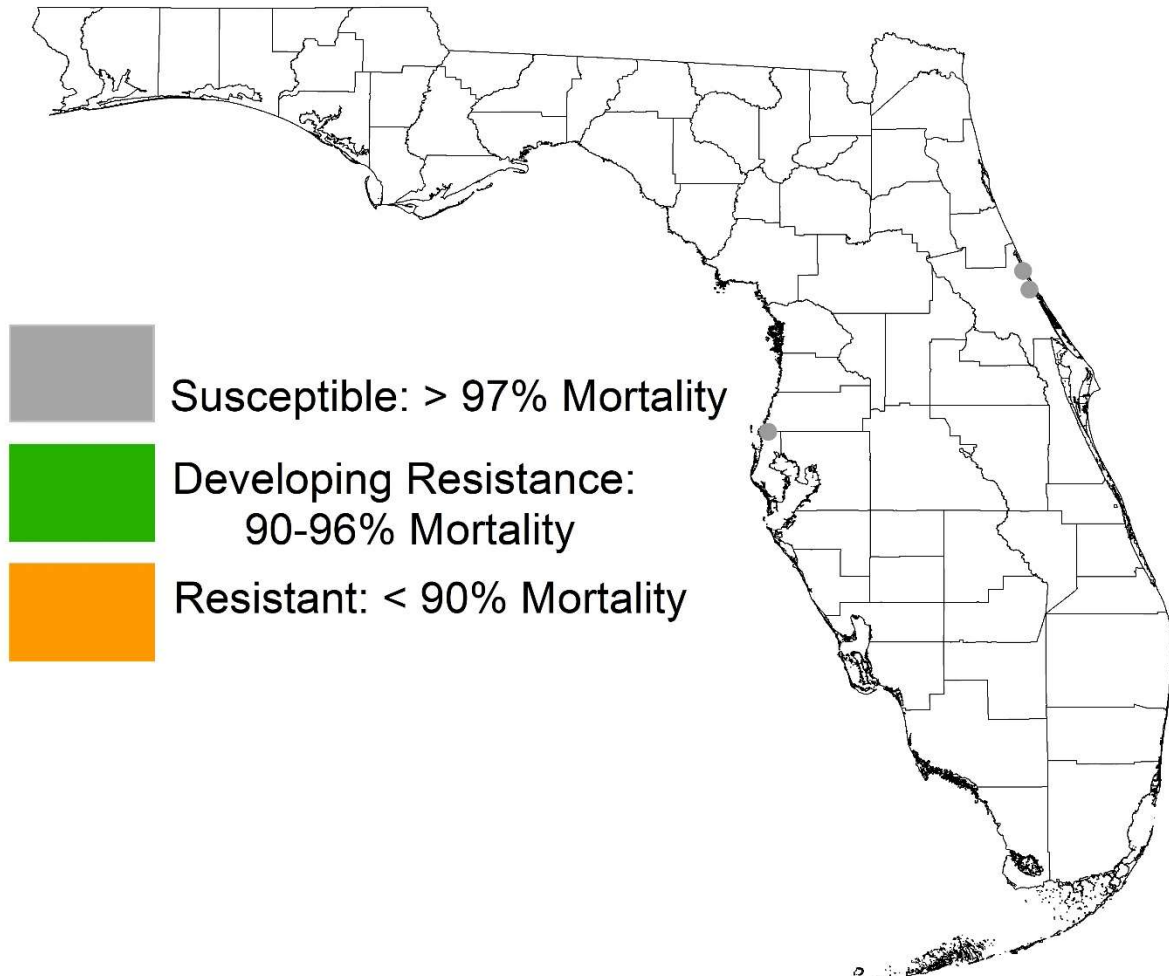 Susceptible: > 97% Mortality
Developing Resistance:
90-96% Mortality
Resistant: < 90% Mortality